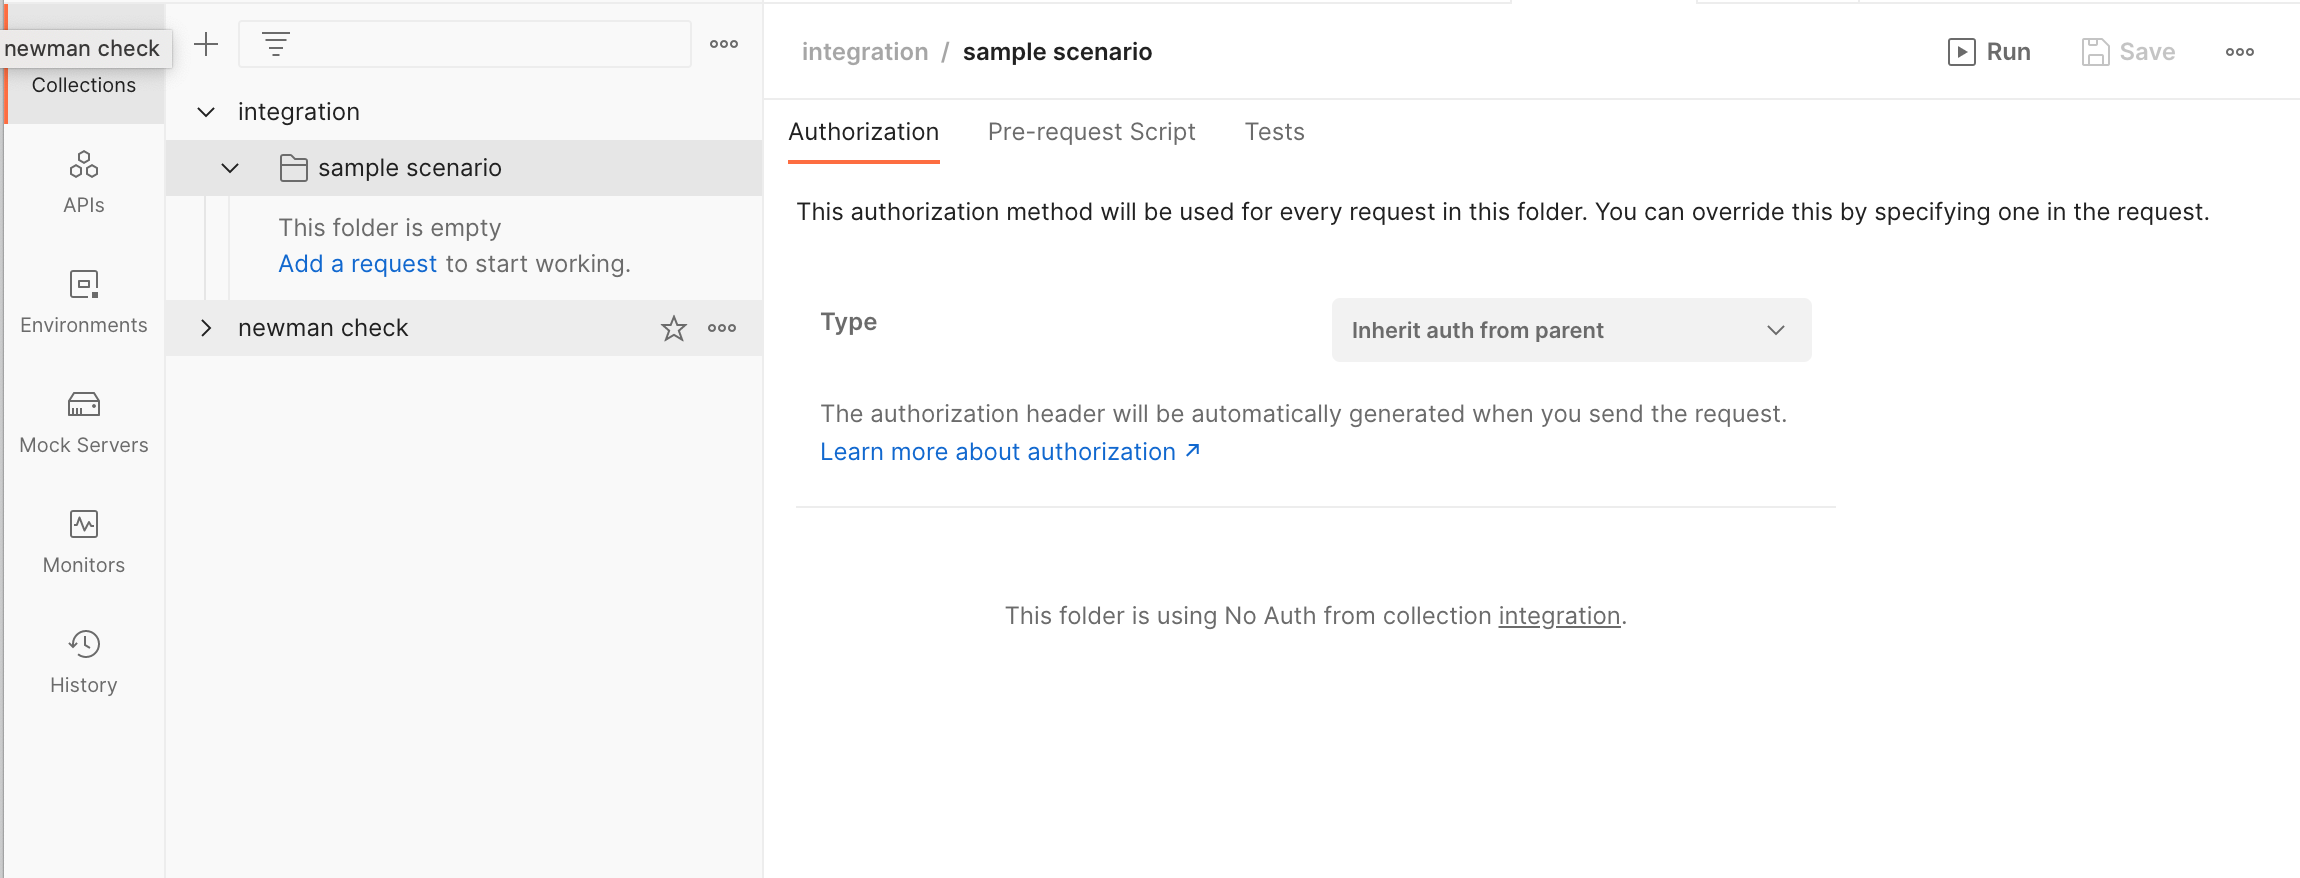 newman check
Collections
APIs
Environments
Mock Servers
Monitors
History
integration
sample scenario
This folder is empty
Add a request to start working.
newman check
integration / sample scenario
Run
Save
Authorization
Pre-request Script
Tests
This authorization method will be used for every request in this folder. You can override this by specifying one in the request.
Type
Inherit auth from parent
The authorization header will be automatically generated when you send the request.
Learn more about authorization ↗
This folder is using No Auth from collection integration.